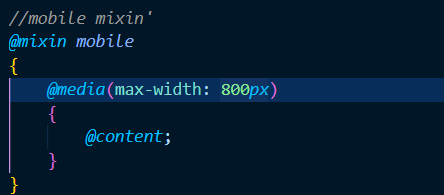 //mobile mixin'
@mixin mobile
{
@media(max-width: 800px)
{
@content;
}
}